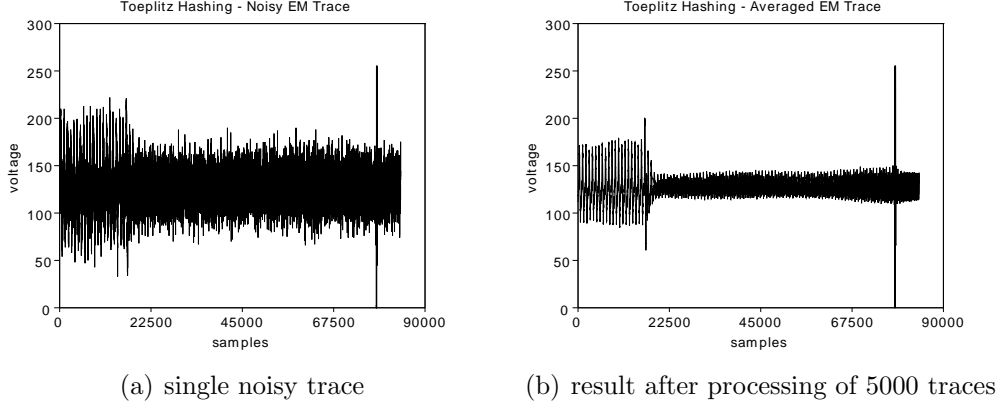 Toeplitz Hashing - Noisy EM Trace
300
250
200
150
100
50
0
voltage
0 22500 45000 67500 90000
samples
(a) single noisy trace
Toeplitz Hashing - Averaged EM Trace
300
250
200
150
100
50
0
voltage
0 22500 45000 67500 90000
samples
(b) result after processing of 5000 traces